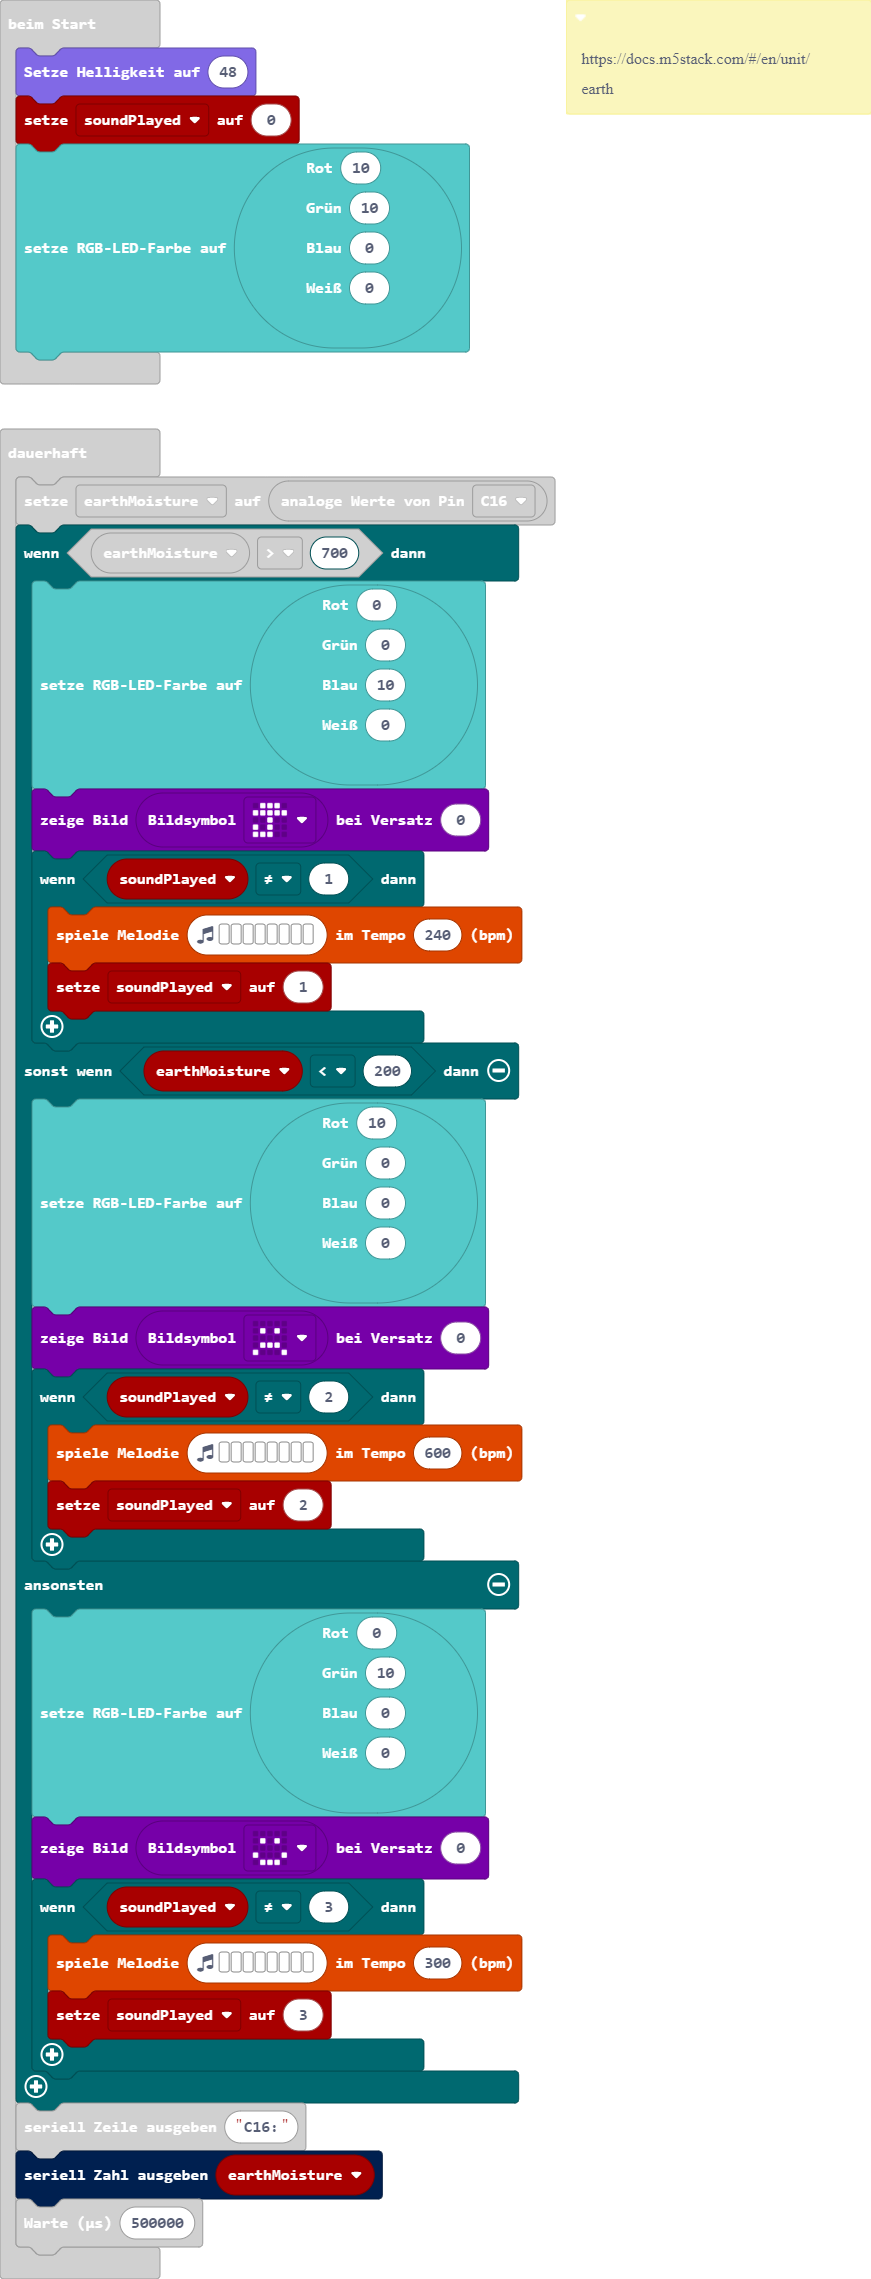 beim Start
Setze Helligkeit auf 48
setze soundPlayed auf 0
setze RGB-LED-Farbe auf
Rot 10
Grün 10
Blau 0
Weiß 0
https://docs.m5stack.com/#/en/unit/
earth
dauerhaft
setze earthMoisture auf analoge Werte von Pin C16
wenn earthMoisture > 700 dann
setze RGB-LED-Farbe auf
Rot 0
Grün 0
Blau 10
Weiß 0
zeige Bild Bildsymbol bei Versatz 0
wenn soundPlayed ≠ 1 dann
spiele Melodie im Tempo 240 (bpm)
setze soundPlayed auf 1
sonst wenn earthMoisture < 200 dann
setze RGB-LED-Farbe auf
Rot 10
Grün 0
Blau 0
Weiß 0
zeige Bild Bildsymbol bei Versatz 0
wenn soundPlayed ≠ 2 dann
spiele Melodie im Tempo 600 (bpm)
setze soundPlayed auf 2
ansonsten
setze RGB-LED-Farbe auf
Rot 0
Grün 10
Blau 0
Weiß 0
zeige Bild Bildsymbol bei Versatz 0
wenn soundPlayed ≠ 3 dann
spiele Melodie im Tempo 300 (bpm)
setze soundPlayed auf 3
seriell Zeile ausgeben "C16:"
seriell Zahl ausgeben earthMoisture
Warte (µs) 500000